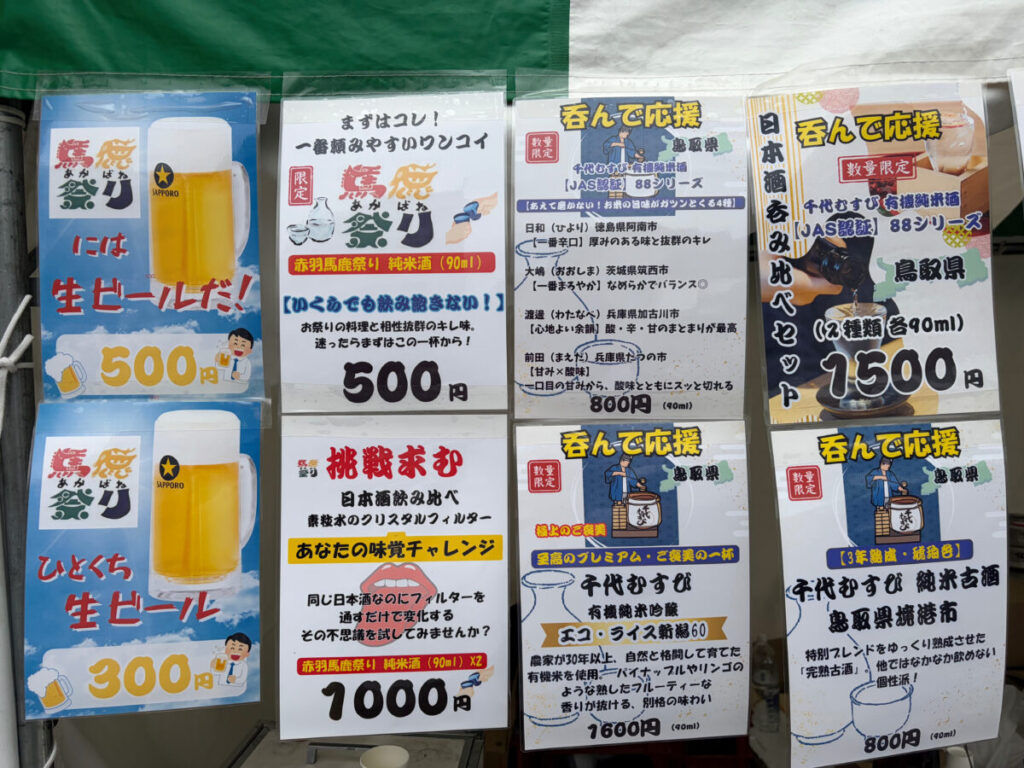 馬鹿
祭り
あかばね
には
生ビールだ!
SAPPORO
500円
まずはコレ!
一番頼みやすいワンコイ
限定
馬鹿
祭り
あかばね
赤羽馬鹿祭り 純米酒(90ml)
【いくらでも飲み飽きない!】
お祭りの料理と相性抜群のキレ味。
迷ったらまずはこの一杯から!
500円
呑んで応援
数量
限定
鳥取県
千代むすび 有機純米酒
【JAS認証】88シリーズ
【あえて磨かない!お米の旨味がガツンとくる4種】
日和(ひより)徳島県阿南市
【一番辛口】厚みのある味と抜群のキレ
大嶋(おおしま)茨城県筑西市
【一番まろやか】なめらかでバランス◎
渡邊(わたなべ)兵庫県加古川市
【心地よい余韻】酸・辛・甘のまとまりが最高
前田(まえだ)兵庫県たつの市
【甘み×酸味】
一口目の甘みから、酸味とともにスッと切れる
800円(90ml)
日本酒呑み比べセット
呑んで応援
数量限定
千代むすび 有機純米酒
【JAS認証】88シリーズ
鳥取県
(2種類 各90ml)
1500円
馬鹿
祭り
あかばね
ひとくち
生ビール
SAPPORO
300円
馬鹿
祭り
挑戦求む
日本酒飲み比べ
素粒水のクリスタルフィルター
あなたの味覚チャレンジ
同じ日本酒なのにフィルターを
通すだけで変化する
その不思議を試してみませんか?
赤羽馬鹿祭り 純米酒(90ml)X2
1000円
呑んで応援
数量
限定
鳥取県
極上のご褒美
至高のプレミアム・ご褒美の一杯
千代むすび
有機純米吟醸
エコ・ライス新潟60
農家が30年以上、自然と格闘して育てた
有機米を使用。パイナップルやリンゴの
ような熟したフルーティーな
香りが抜ける、別格の味わい
1600円(90ml)
呑んで応援
数量
限定
鳥取県
【3年熟成・琥珀色】
千代むすび 純米古酒
鳥取県境港市
特別ブレンドをゆっくり熟成させた
「完熟古酒」 他ではなかなか飲めない
個性派!
800円(90ml)